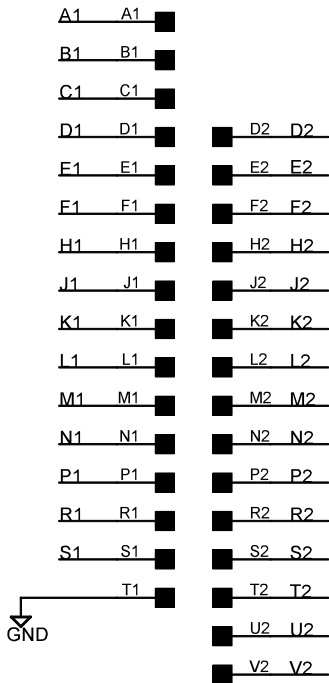 A1 A1
B1 B1
C1 C1
D1 D1 D2 D2
E1 E1 E2 E2
F1 F1 F2 F2
H1 H1 H2 H2
J1 J1 J2 J2
K1 K1 K2 K2
L1 L1 L2 L2
M1 M1 M2 M2
N1 N1 N2 N2
P1 P1 P2 P2
R1 R1 R2 R2
S1 S1 S2 S2
T1 T2 T2
GND U2 U2
V2 V2